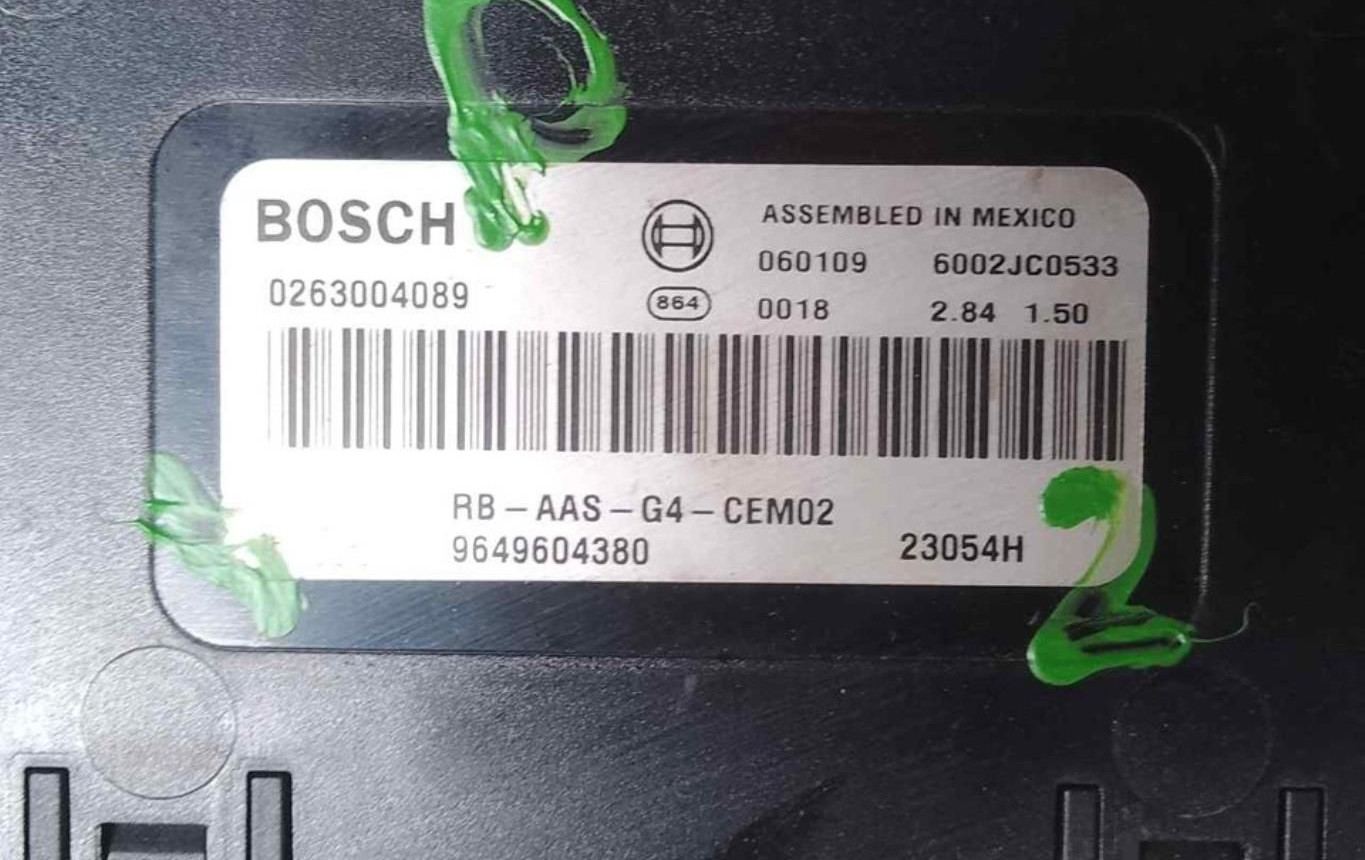 BOSCH
0263004089
864
ASSEMBLED IN MEXICO
060109 6002JC0533
0018 2.84 1.50
RB-AAS-G4-CEM02
9649604380
23054H